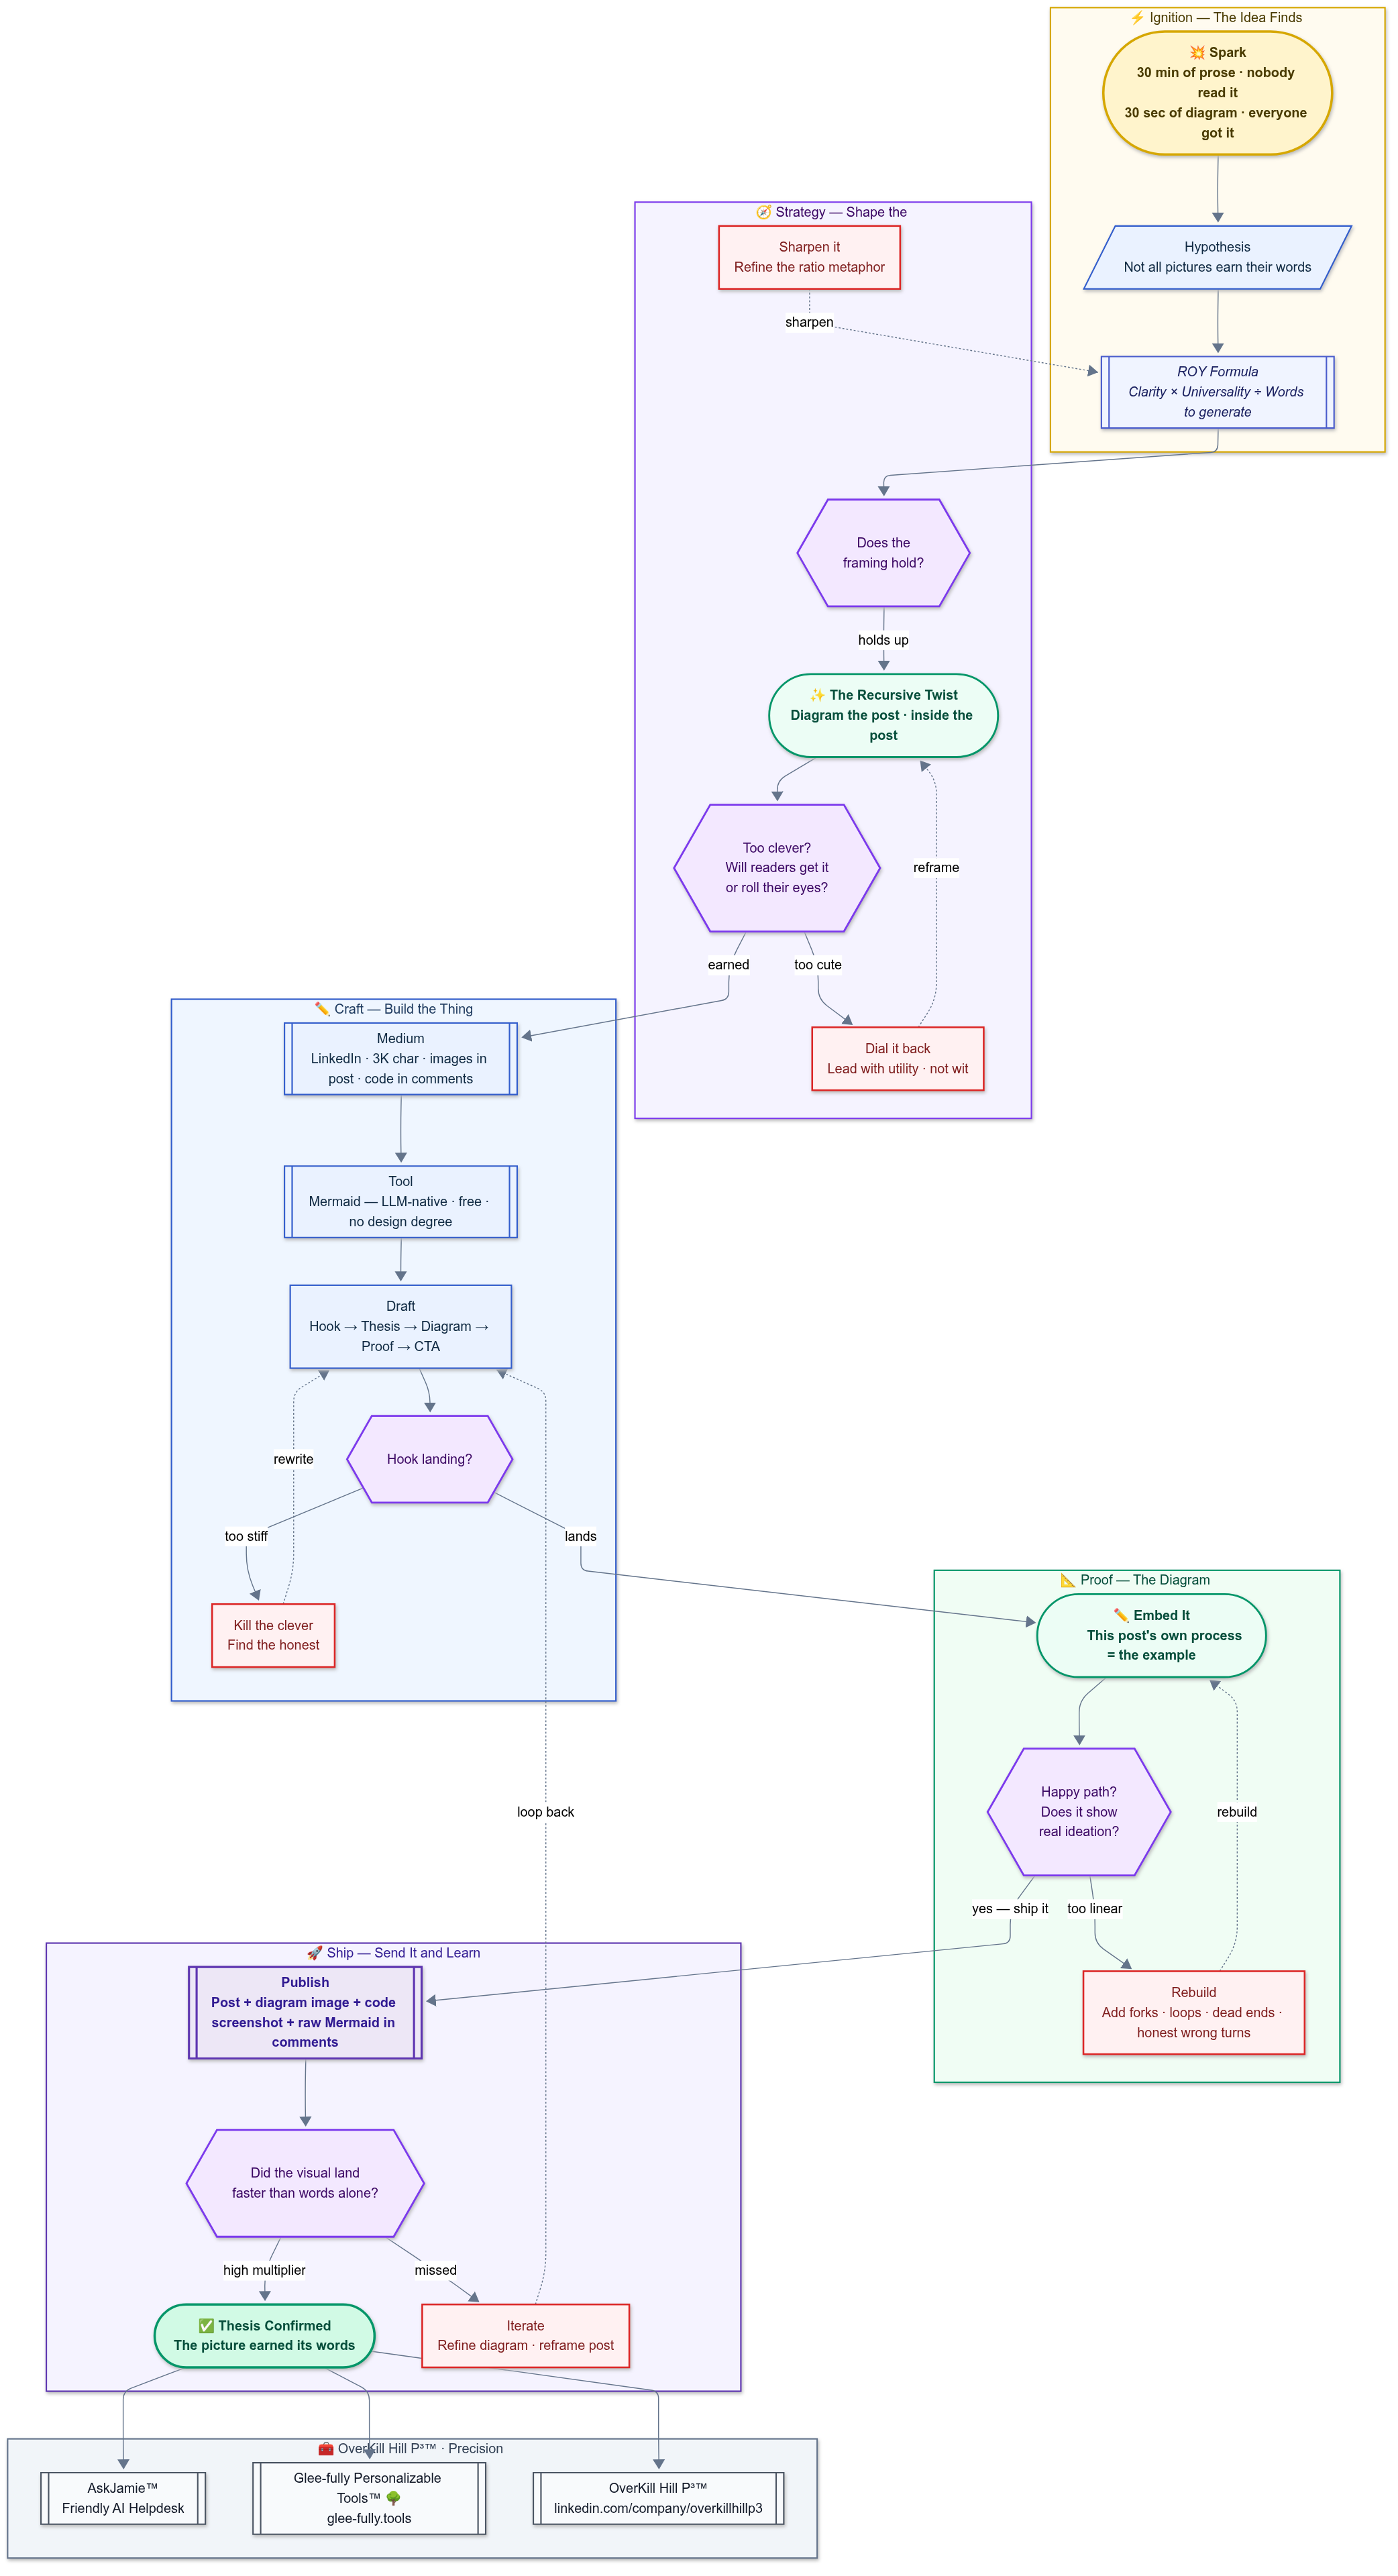 ⚡ Ignition — The Idea Finds
💥 Spark
30 min of prose · nobody
read it
30 sec of diagram · everyone
got it
Hypothesis
Not all pictures earn their words
ROY Formula
Clarity × Universality ÷ Words
to generate
🧭 Strategy — Shape the
Sharpen it
Refine the ratio metaphor
sharpen
Does the
framing hold?
holds up
✨ The Recursive Twist
Diagram the post · inside the
post
Too clever?
Will readers get it
or roll their eyes?
reframe
earned
too cute
Dial it back
Lead with utility · not wit
✏️ Craft — Build the Thing
Medium
LinkedIn · 3K char · images in
post · code in comments
Tool
Mermaid — LLM-native · free ·
no design degree
Draft
Hook → Thesis → Diagram →
Proof → CTA
Hook landing?
rewrite
too stiff
lands
Kill the clever
Find the honest
loop back
📐 Proof — The Diagram
✏️ Embed It
This post's own process
= the example
Happy path?
Does it show
real ideation?
rebuild
yes — ship it
too linear
Rebuild
Add forks · loops · dead ends ·
honest wrong turns
🚀 Ship — Send It and Learn
Publish
Post + diagram image + code
screenshot + raw Mermaid in
comments
Did the visual land
faster than words alone?
high multiplier
missed
✅ Thesis Confirmed
The picture earned its words
Iterate
Refine diagram · reframe post
🧰 OverKill Hill P³™ · Precision
AskJamie™
Friendly AI Helpdesk
Glee-fully Personalizable
Tools™ 🌳
glee-fully.tools
OverKill Hill P³™
linkedin.com/company/overkillhillp3